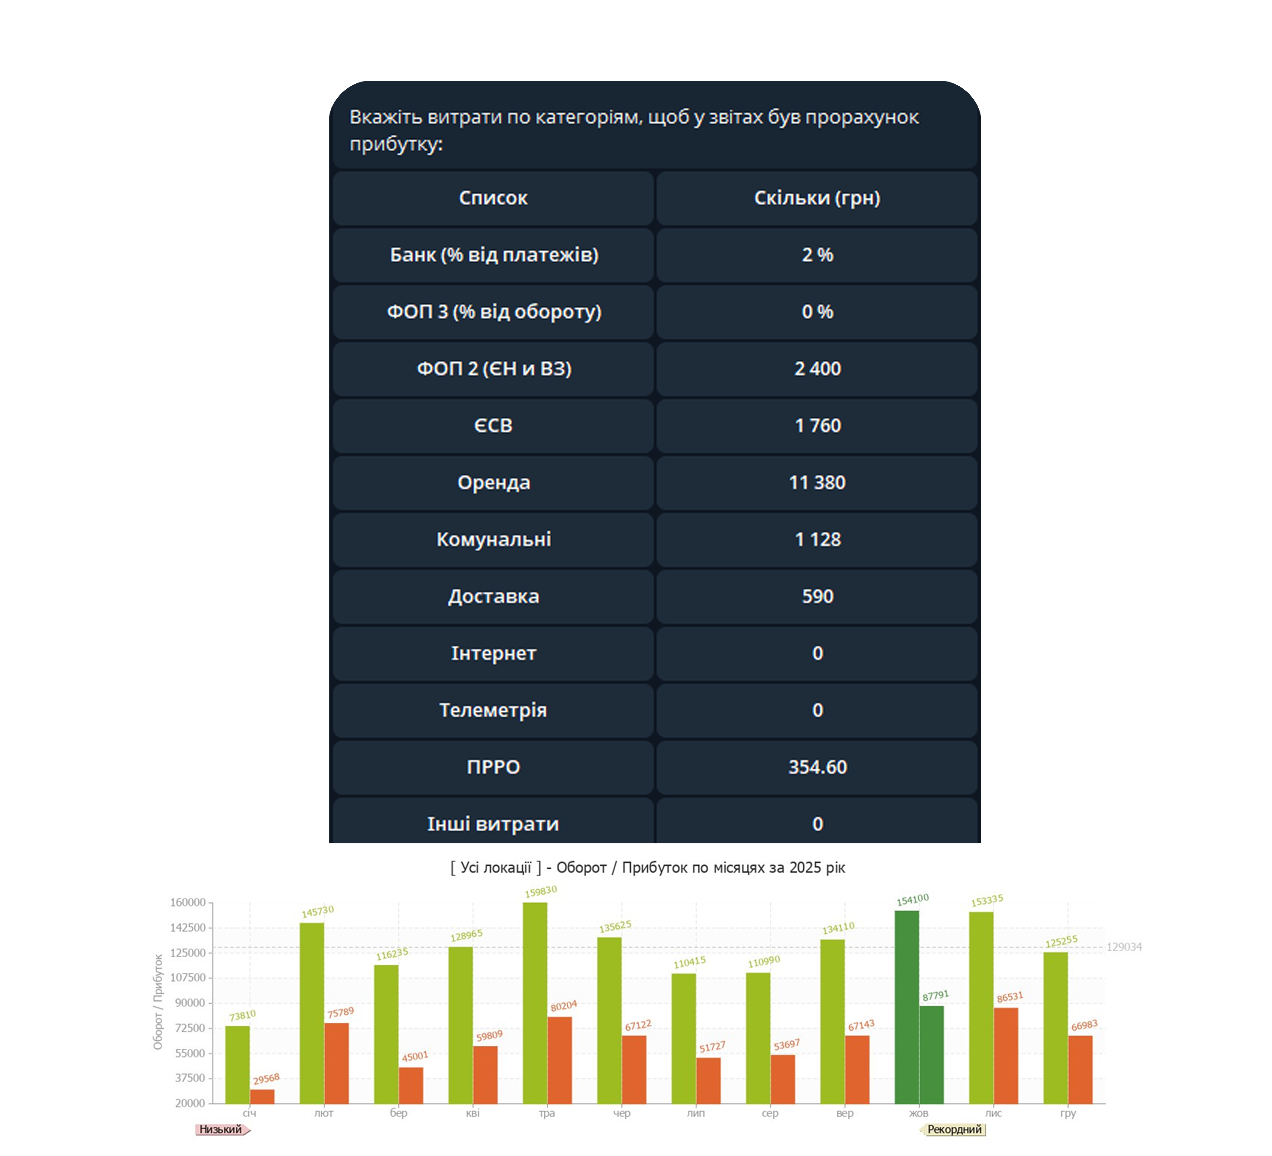 Вкажіть витрати по категоріям, щоб у звітах був прорахунок
прибутку:
Список Скільки (грн)
Банк (% від платежів) 2 %
ФОП 3 (% від обороту) 0 %
ФОП 2 (ЄН и ВЗ) 2 400
ЄСВ 1 760
Оренда 11 380
Комунальні 1 128
Доставка 590
Інтернет 0
Телеметрія 0
ПРРО 354.60
Інші витрати 0
[ Усі локації ] - Оборот / Прибуток по місяцях за 2025 рік
Оборот / Прибуток
160000
142500
125000
107500
90000
72500
55000
37500
20000
73810 29568
145730 75789
116235 45001
128965 59809
159830 80204
135625 67122
110415 51727
110990 53697
134110 67143
154100 87791
153335 86531
125255 66983
129034
січ лют бер кві тра чер лип сер вер жов лис гру
Низький Рекордний